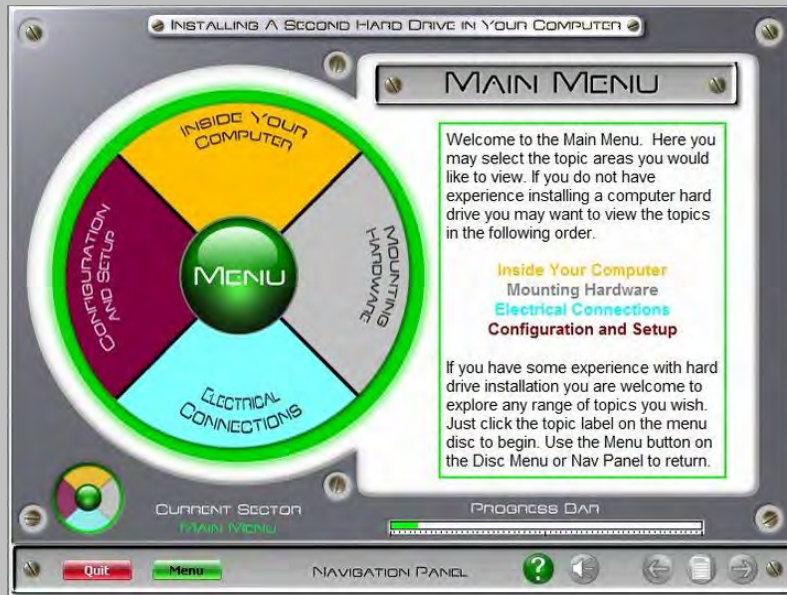 Installing A Second Hard Drive in Your Computer
Main Menu
Inside Your
Computer
Configuration
and Setup
Menu
Mounting
Hardware
Electrical
Connections
Welcome to the Main Menu. Here you
may select the topic areas you would
like to view. If you do not have
experience installing a computer hard
drive you may want to view the topics
in the following order.
Inside Your Computer
Mounting Hardware
Electrical Connections
Configuration and Setup
If you have some experience with hard
drive installation you are welcome to
explore any range of topics you wish.
Just click the topic label on the menu
disc to begin. Use the Menu button on
the Disc Menu or Nav Panel to return.
Current Sector
Main Menu
Progress Bar
Quit
Menu
Navigation Panel
?